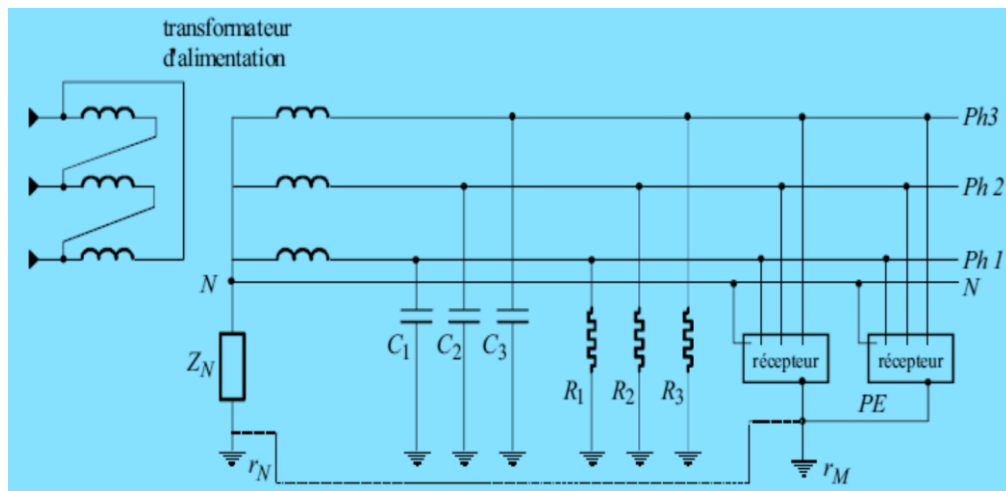 transformateur
d'alimentation
Ph3
Ph 2
Ph 1
N
N
Z_N
C_1
C_2
C_3
R_1
R_2
R_3
récepteur
récepteur
PE
r_N
r_M